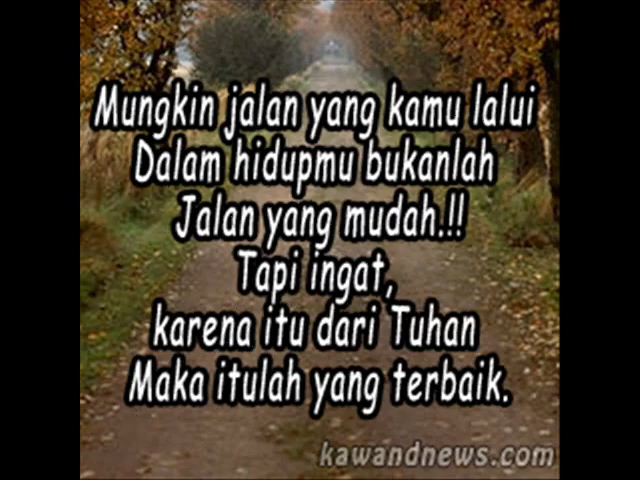 Mungkin jalan yang kamu lalui
Dalam hidupmu bukanlah
Jalan yang mudah.!!
Tapi ingat,
karena itu dari Tuhan
Maka itulah yang terbaik.
kawandnews.com